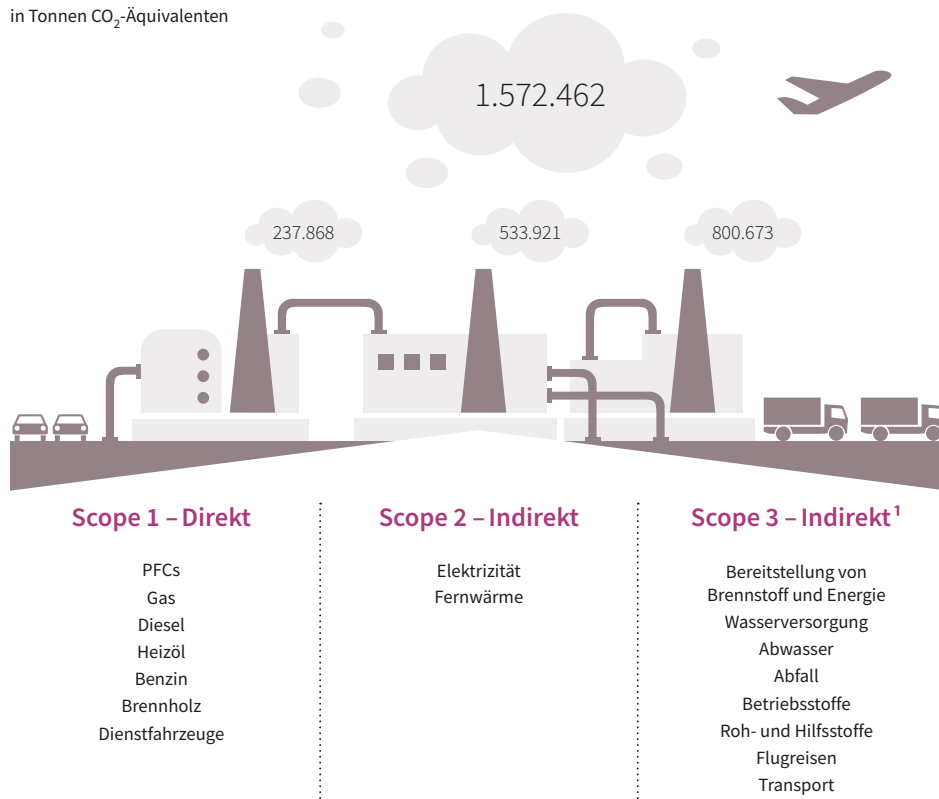 in Tonnen CO₂-Äquivalenten
1.572.462
237.868
533.921
800.673
Scope 1 – Direkt
PFCs
Gas
Diesel
Heizöl
Benzin
Brennholz
Dienstfahrzeuge
Scope 2 – Indirekt
Elektrizität
Fernwärme
Scope 3 – Indirekt¹
Bereitstellung von
Brennstoff und Energie
Wasserversorgung
Abwasser
Abfall
Betriebsstoffe
Roh- und Hilfsstoffe
Flugreisen
Transport